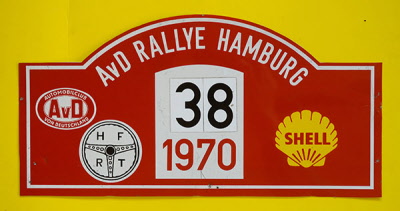 AvD RALLYE HAMBURG
AUTOMOBILCLUB
AvD
VON DEUTSCHLAND
H F
R T
38
1970
SHELL